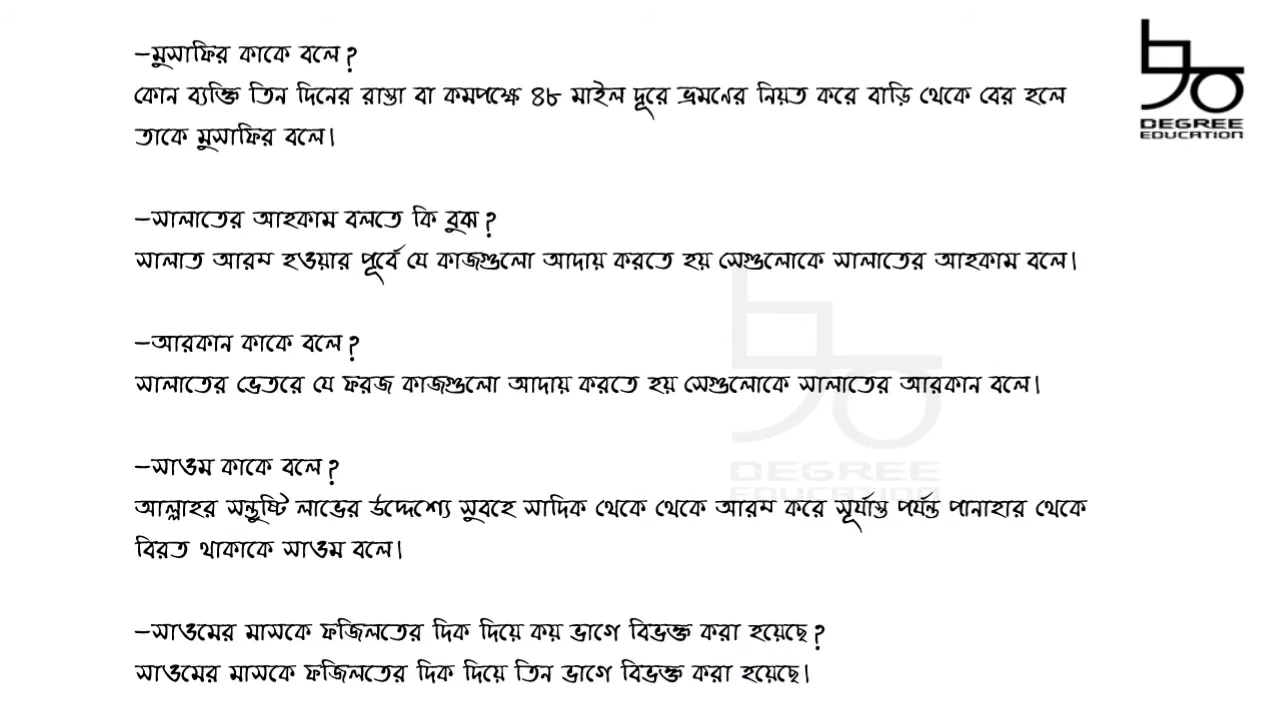 -মুসাফির কাকে বলে?
কোন ব্যক্তি তিন দিনের রাস্তা বা কমপক্ষে ৪৮ মাইল দূরে ভ্রমণের নিয়ত করে বাড়ি থেকে বের হলে
তাকে মুসাফির বলে।
-সালাতের আহকাম বলতে কি বুঝ?
সালাত আরম্ভ হওয়ার পূর্বে যে কাজগুলো আদায় করতে হয় সেগুলোকে সালাতের আহকাম বলে।
-আরকান কাকে বলে?
সালাতের ভেতরে যে ফরজ কাজগুলো আদায় করতে হয় সেগুলোকে সালাতের আরকান বলে।
-সাওম কাকে বলে?
আল্লাহর সন্তুষ্টি লাভের উদ্দেশ্যে সুবহে সাদিক থেকে থেকে আরম্ভ করে সূর্যাস্ত পর্যন্ত পানাহার থেকে
বিরত থাকাকে সাওম বলে।
-সাওমের মাসকে ফজিলতের দিক দিয়ে কয় ভাগে বিভক্ত করা হয়েছে?
সাওমের মাসকে ফজিলতের দিক দিয়ে তিন ভাগে বিভক্ত করা হয়েছে।
DEGREE
EDUCATION
DEGREE
EDUCATION